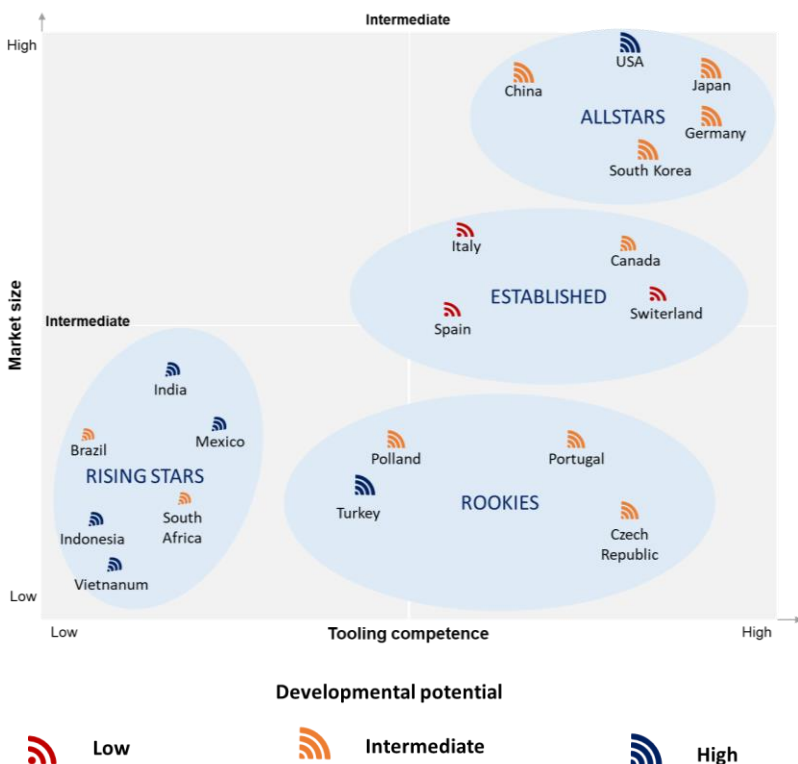 Intermediate
High
USA
China
Japan
ALLSTARS
Germany
South Korea
Italy
Canada
ESTABLISHED
Switerland
Spain
Market size
Intermediate
India
Brazil
Mexico
Polland
Portugal
RISING STARS
Turkey
ROOKIES
Indonesia
South
Africa
Czech
Republic
Vietnanum
Low
Low
Tooling competence
High
Developmental potential
Low
Intermediate
High